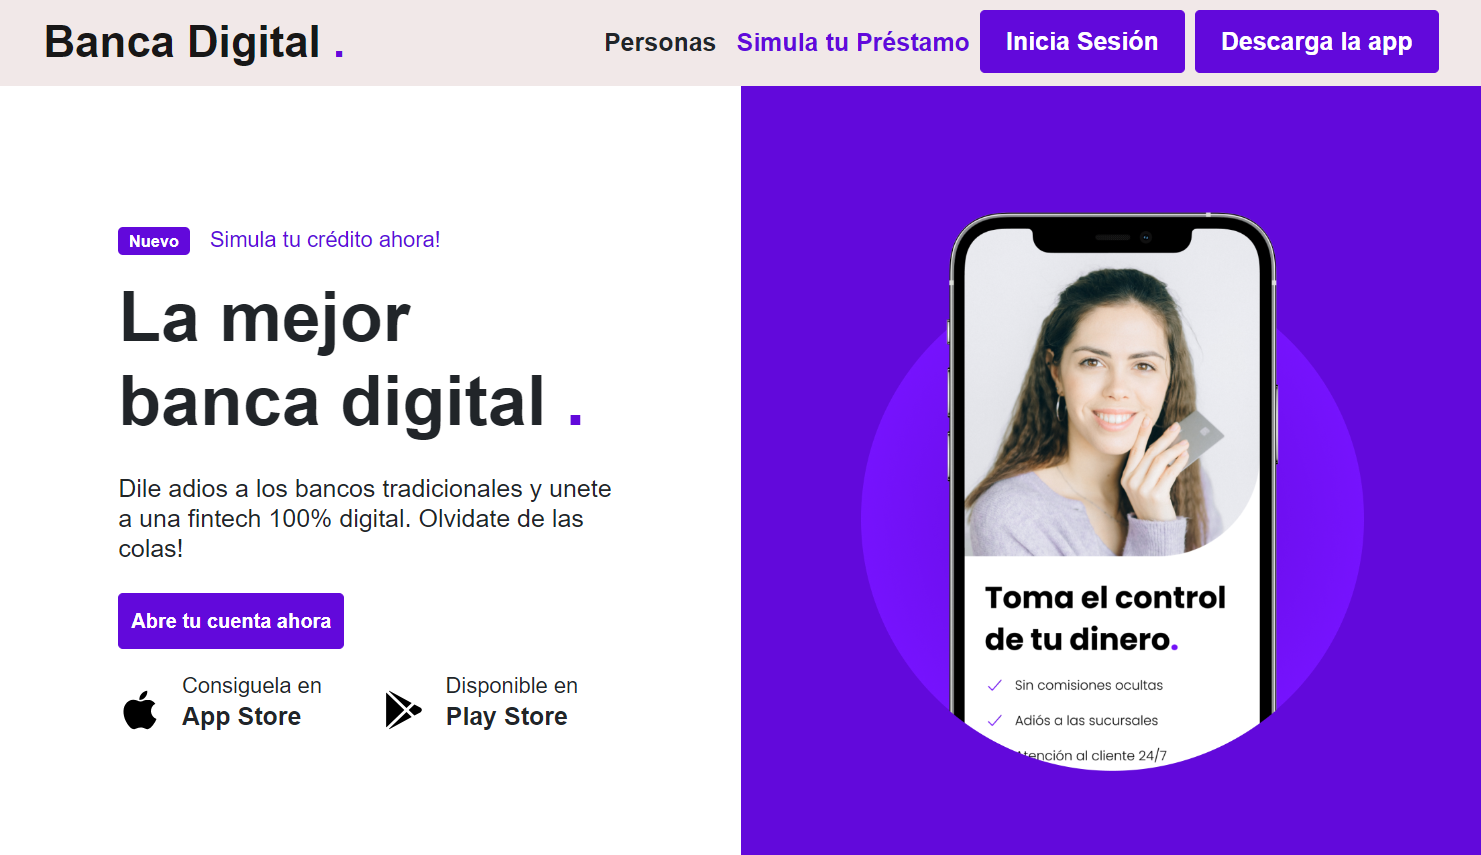 Banca Digital .
Personas
Simula tu Préstamo
Inicia Sesión
Descarga la app
Nuevo
Simula tu crédito ahora!
La mejor
banca digital .
Dile adios a los bancos tradicionales y unete
a una fintech 100% digital. Olvidate de las
colas!
Abre tu cuenta ahora
Consiguela en
App Store
Disponible en
Play Store
Toma el control
de tu dinero.
Sin comisiones ocultas
Adiós a las sucursales
Atención al cliente 24/7